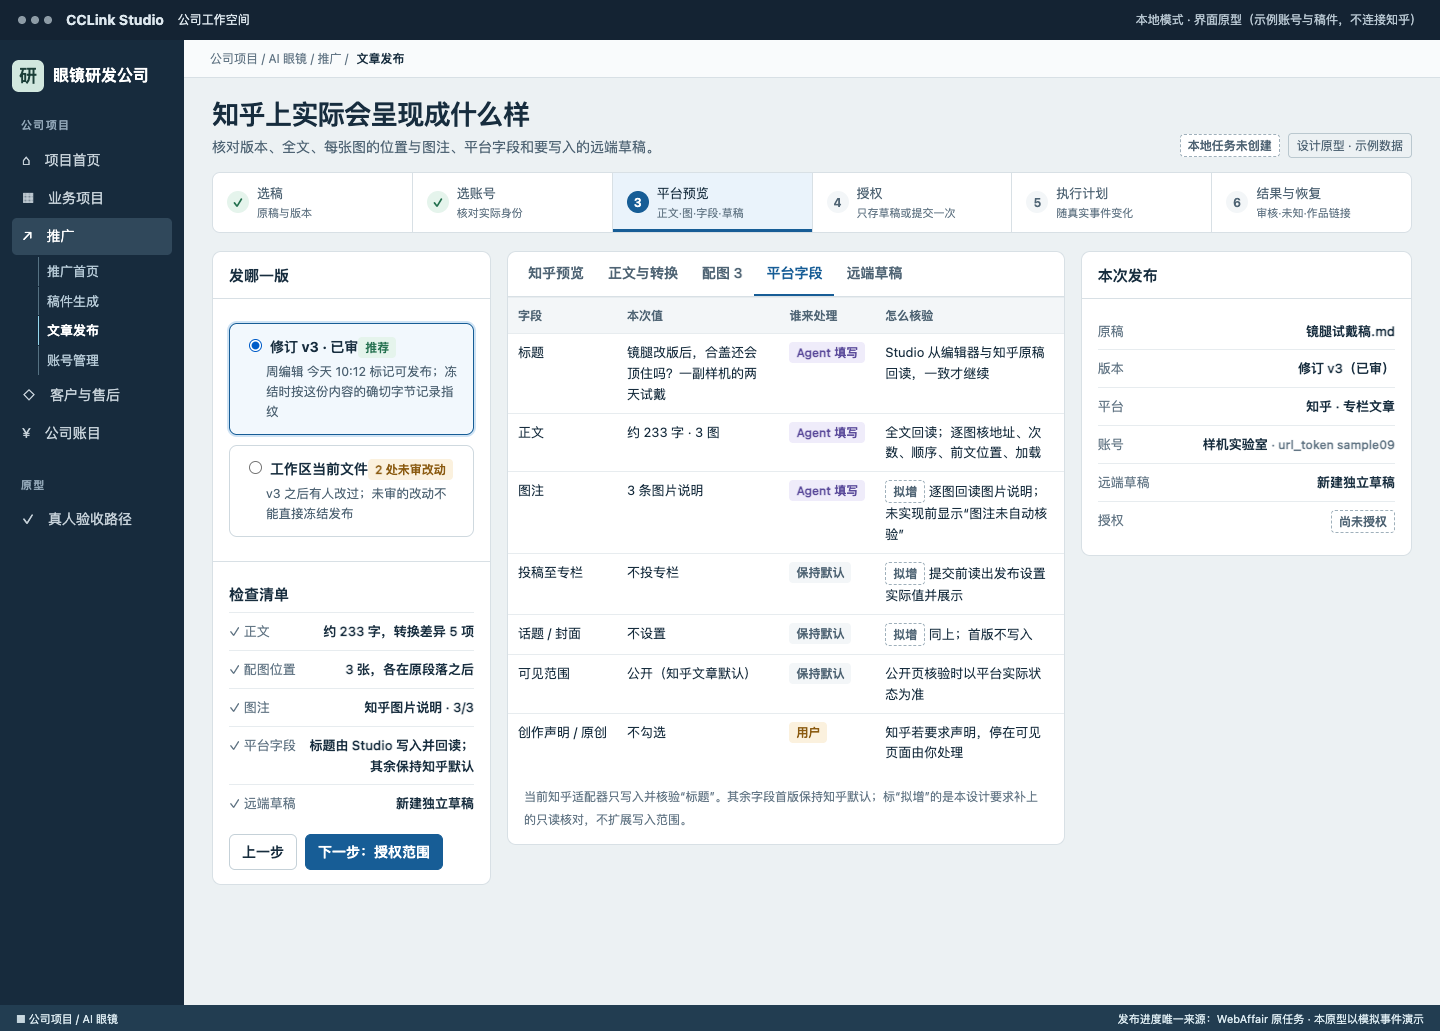 CCLink Studio 公司工作空间
本地模式 · 界面原型（示例账号与稿件，不连接知乎）
研 眼镜研发公司
公司项目
项目首页
业务项目
推广
推广首页
稿件生成
文章发布
账号管理
客户与售后
¥ 公司账目
原型
✓ 真人验收路径
公司项目 / AI 眼镜 / 推广 / 文章发布
知乎上实际会呈现成什么样
核对版本、全文、每张图的位置与图注、平台字段和要写入的远端草稿。
本地任务未创建
设计原型 · 示例数据
✓ 选稿
原稿与版本
✓ 选账号
核对实际身份
3 平台预览
正文·图·字段·草稿
4 授权
只存草稿或提交一次
5 执行计划
随真实事件变化
6 结果与恢复
审核·未知·作品链接
发哪一版
修订 v3 · 已审 推荐
周编辑 今天 10:12 标记可发布；冻
结时按这份内容的确切字节记录指
纹
工作区当前文件 2 处未审改动
v3 之后有人改过；未审的改动不
能直接冻结发布
检查清单
✓ 正文 约 233 字，转换差异 5 项
✓ 配图位置 3 张，各在原段落之后
✓ 图注 知乎图片说明 · 3/3
✓ 平台字段 标题由 Studio 写入并回读；
其余保持知乎默认
✓ 远端草稿 新建独立草稿
上一步 下一步：授权范围
知乎预览 正文与转换 配图 3 平台字段 远端草稿
字段 本次值 谁来处理 怎么核验
标题 镜腿改版后，合盖还会 Agent 填写 Studio 从编辑器与知乎原稿
顶住吗？一副样机的两 回读，一致才继续
天试戴
正文 约 233 字 · 3 图 Agent 填写 全文回读；逐图核地址、次
数、顺序、前文位置、加载
图注 3 条图片说明 Agent 填写 拟增 逐图回读图片说明；
未实现前显示“图注未自动核
验”
投稿至专栏 不投专栏 保持默认 拟增 提交前读出发布设置
实际值并展示
话题 / 封面 不设置 保持默认 拟增 同上；首版不写入
可见范围 公开（知乎文章默认） 保持默认 公开页核验时以平台实际状
态为准
创作声明 / 原创 不勾选 用户 知乎若要求声明，停在可见
页面由你处理
当前知乎适配器只写入并核验“标题”。其余字段首版保持知乎默认；标“拟增”的是本设计要求补上
的只读核对，不扩展写入范围。
本次发布
原稿 镜腿试戴稿.md
版本 修订 v3（已审）
平台 知乎 · 专栏文章
账号 样机实验室 · url_token sample09
远端草稿 新建独立草稿
授权 尚未授权
公司项目 / AI 眼镜
发布进度唯一来源：WebAffair 原任务 · 本原型以模拟事件演示